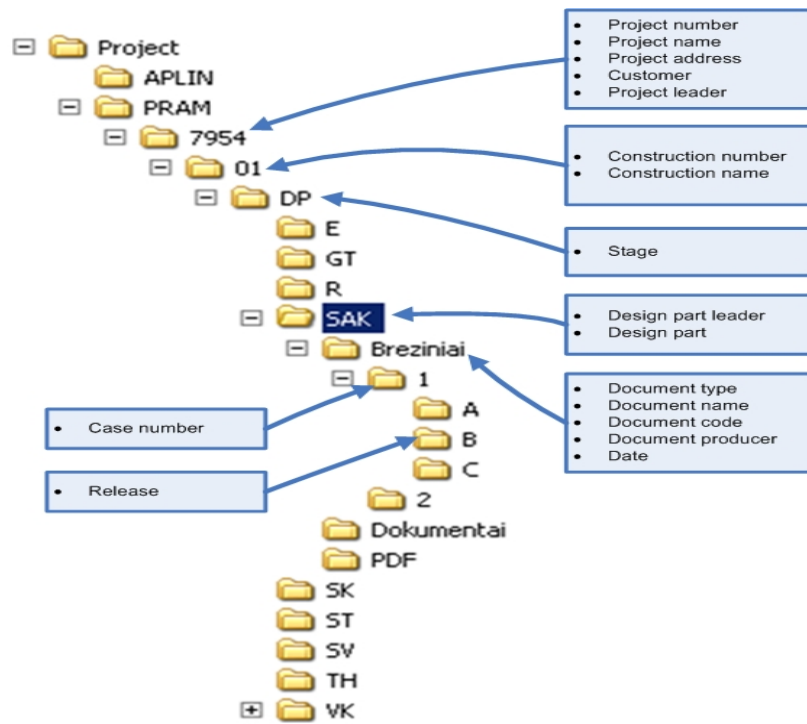 Project
APLIN
PRAM
7954
01
DP
E
GT
R
SAK
Breziniai
1
A
B
C
2
Dokumentai
PDF
SK
ST
SV
TH
VK
Project number
Project name
Project address
Customer
Project leader
Construction number
Construction name
Stage
Design part leader
Design part
Document type
Document name
Document code
Document producer
Date
Case number
Release